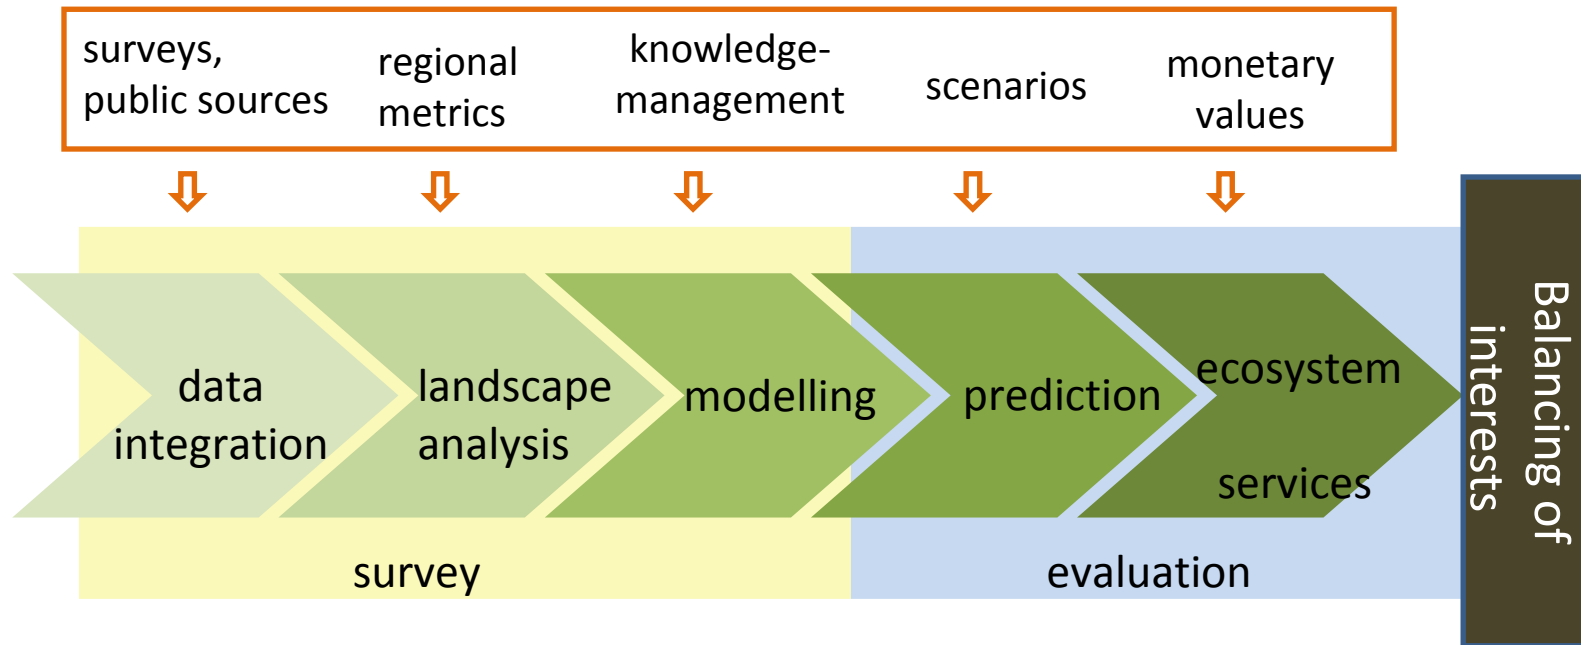 surveys,
public sources
regional
metrics
knowledge-
management
scenarios
monetary
values
data
integration
landscape
analysis
modelling
prediction
ecosystem
services
survey
evaluation
Balancing of
interests